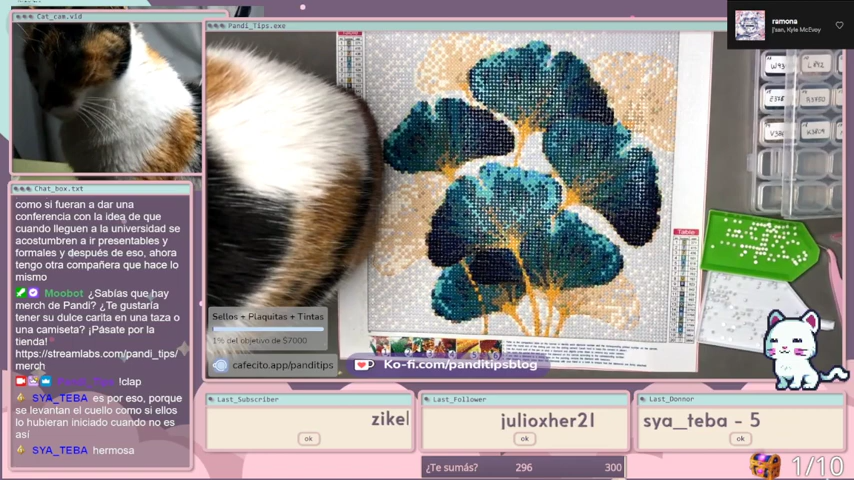 Cat_cam.vid
Pandi_Tips.exe
ramona
j'san, Kyle McEvoy
Chat_box.txt
como si fueran a dar una
conferencia con la idea de que
cuando lleguen a la universidad se
acostumbren a ir presentables y
formales y después de eso, ahora
tengo otra compañera que hace lo
mismo
Moobot ¿Sabías que hay
merch de Pandi? ¿Te gustaría
tener su dulce carita en una taza o
una camiseta? ¡Pásate por la
tienda!
https://streamlabs.com/pandi_tips/
merch
!clap
SYA_TEBA es por eso, porque
se levantan el cuello como si ellos
lo hubieran iniciado cuando no es
así
SYA_TEBA hermosa
Table
Sellos + Plaquitas + Tintas
1% del objetivo de $7000
cafecito.app/panditips
Ko-fi.com/panditipsblog
Last_Subscriber
zikel
ok
Last_Follower
julioxher21
ok
Last_Donnor
sya_teba - 5
ok
¿Te sumás? 296 300
1/10